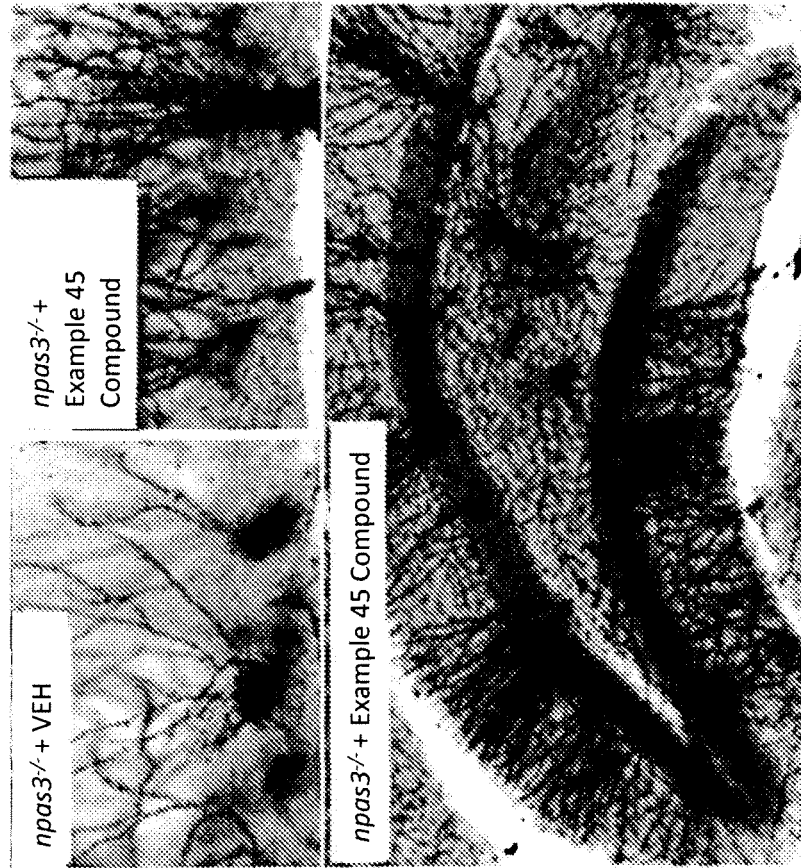 npas3-/- + VEH
npas3-/- +
Example 45
Compound
npas3-/- + Example 45 Compound